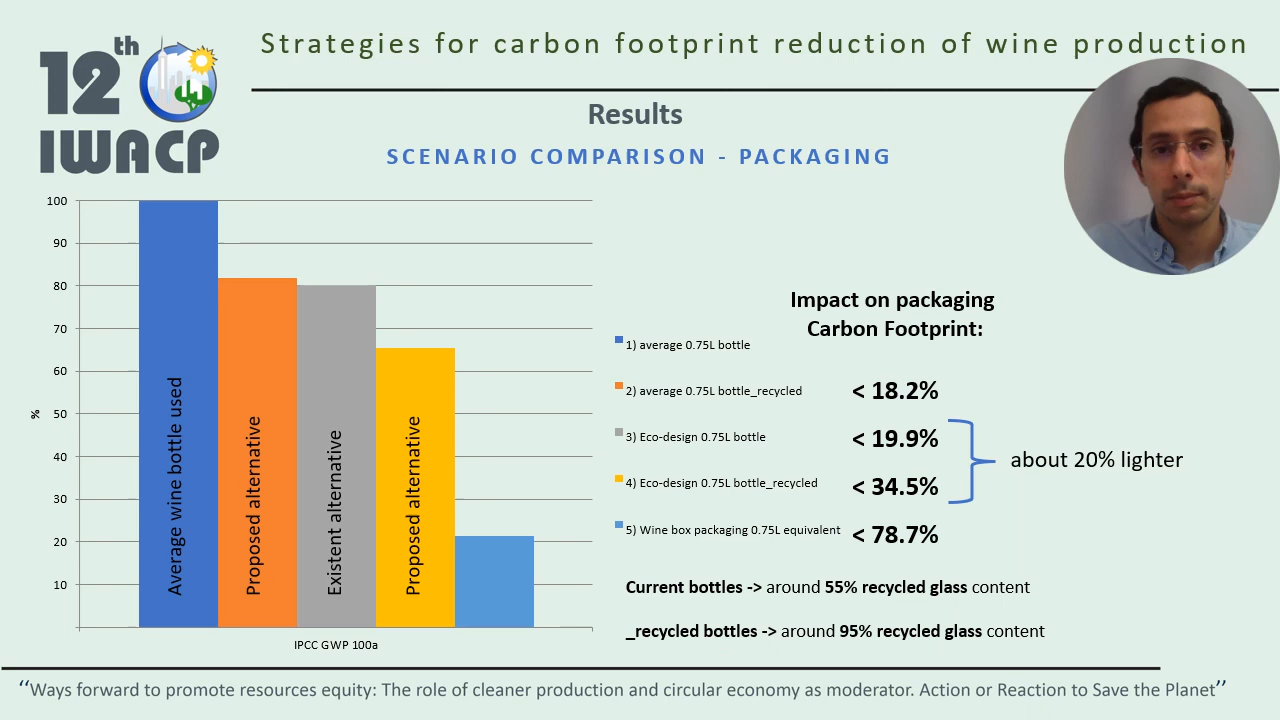 12th
IWACP
Strategies for carbon footprint reduction of wine production
Results
SCENARIO COMPARISON - PACKAGING
100
90
80
70
60
50
40
30
20
10
%
Average wine bottle used
Proposed alternative
Existent alternative
Proposed alternative
IPCC GWP 100a
Impact on packaging
Carbon Footprint:
1) average 0.75L bottle
2) average 0.75L bottle_recycled < 18.2%
3) Eco-design 0.75L bottle < 19.9%
about 20% lighter
4) Eco-design 0.75L bottle_recycled < 34.5%
5) Wine box packaging 0.75L equivalent < 78.7%
Current bottles -> around 55% recycled glass content
_recycled bottles -> around 95% recycled glass content
“Ways forward to promote resources equity: The role of cleaner production and circular economy as moderator. Action or Reaction to Save the Planet”